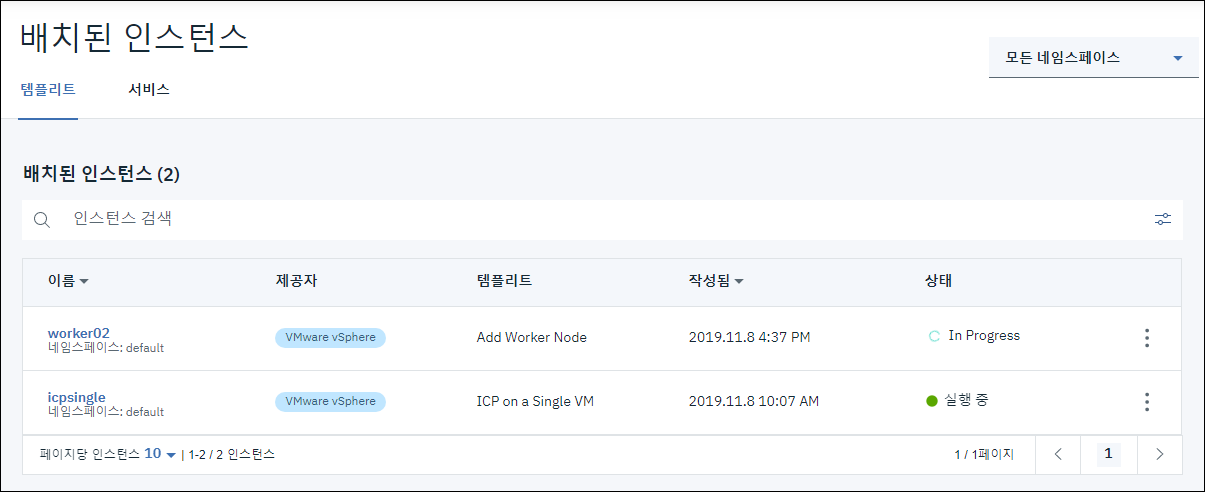 배치된 인스턴스
모든 네임스페이스
템플리트 서비스
배치된 인스턴스 (2)
인스턴스 검색
이름 제공자 템플리트 작성됨 상태
worker02
네임스페이스: default
VMware vSphere Add Worker Node 2019.11.8 4:37 PM In Progress
icpsingle
네임스페이스: default
VMware vSphere ICP on a Single VM 2019.11.8 10:07 AM 실행 중
페이지당 인스턴스 10 | 1-2 / 2 인스턴스 1 / 1페이지 1